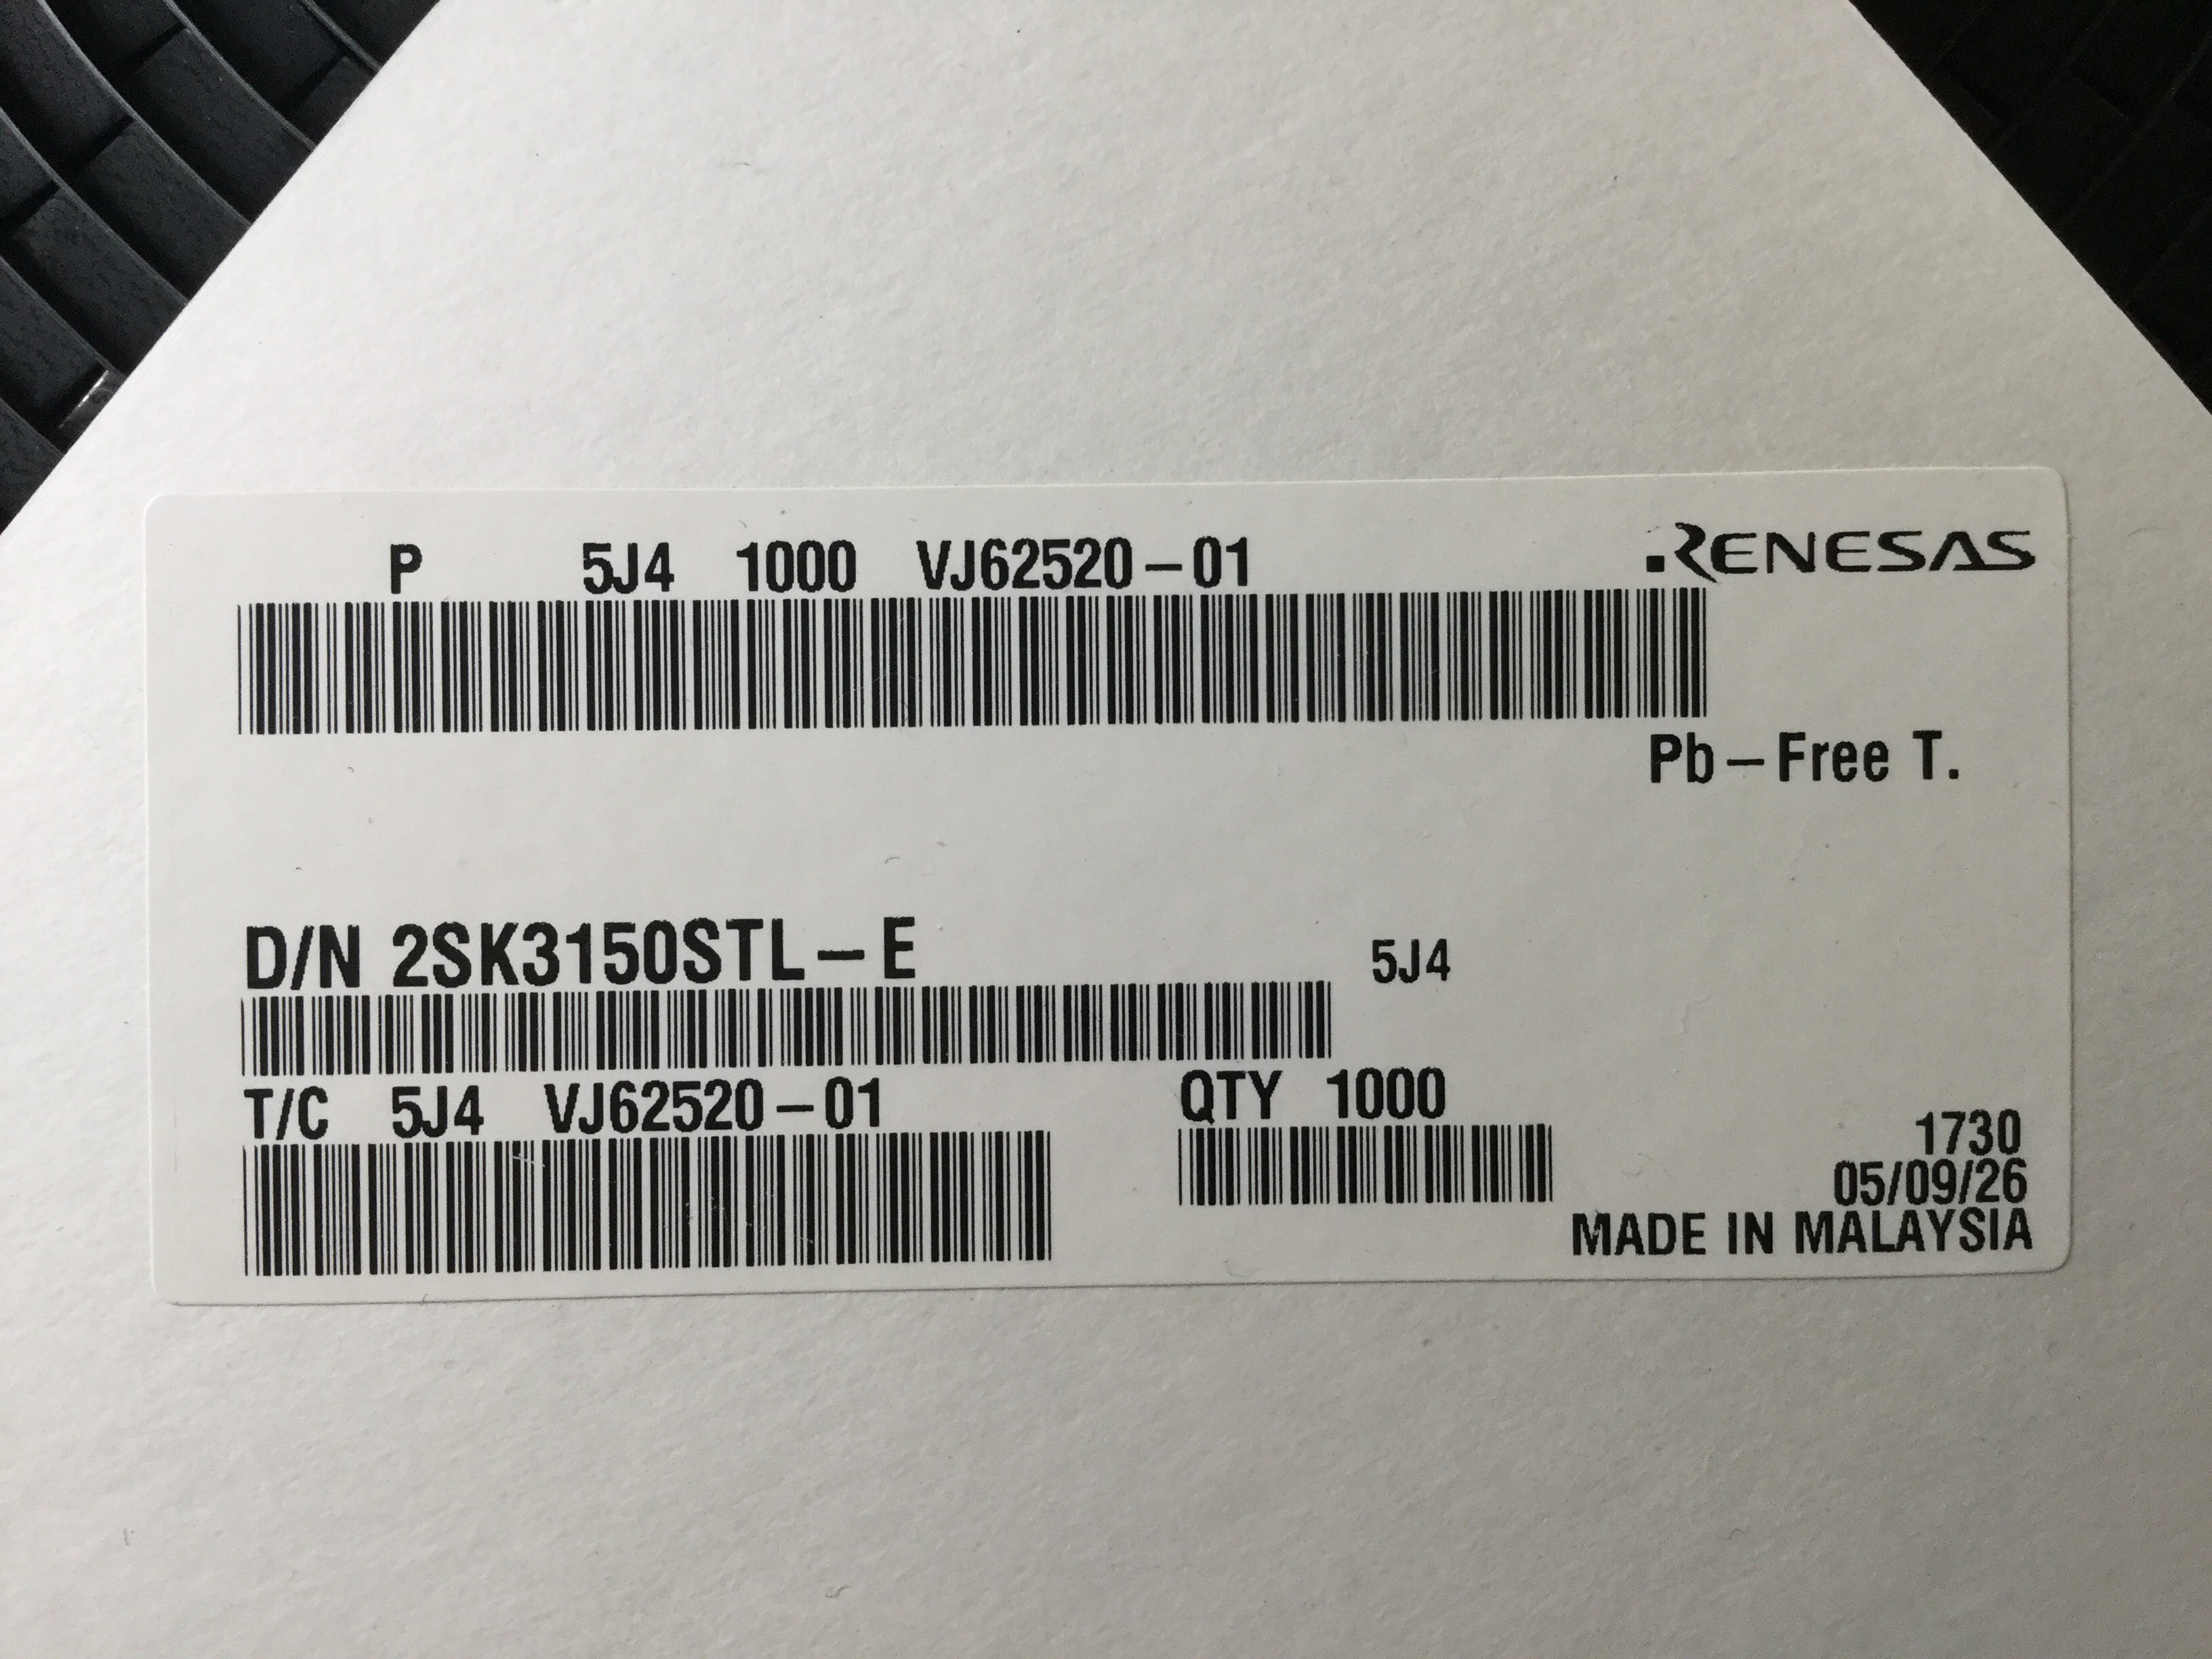 P 5J4 1000 VJ62520-01
RENESAS
Pb-Free T.
D/N 2SK3150STL-E 5J4
T/C 5J4 VJ62520-01 QTY 1000
1730
05/09/26
MADE IN MALAYSIA